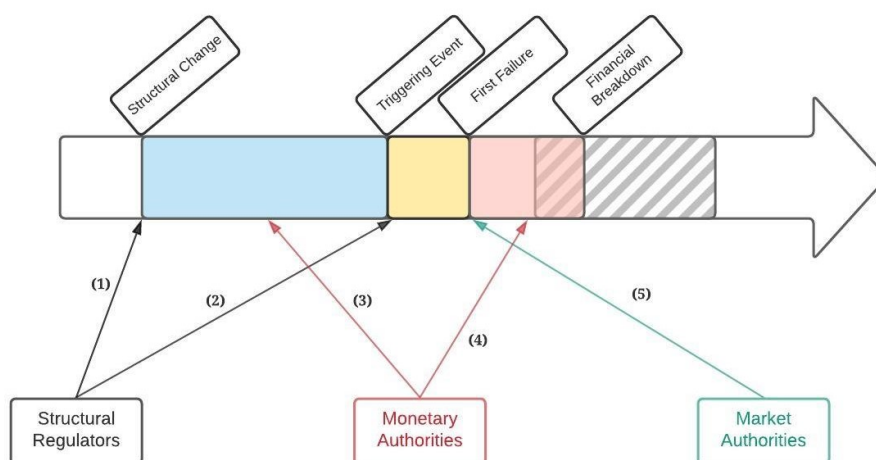 Structural Change
Triggering Event
First Failure
Financial
Breakdown
(1)
(2)
(3)
(4)
(5)
Structural
Regulators
Monetary
Authorities
Market
Authorities